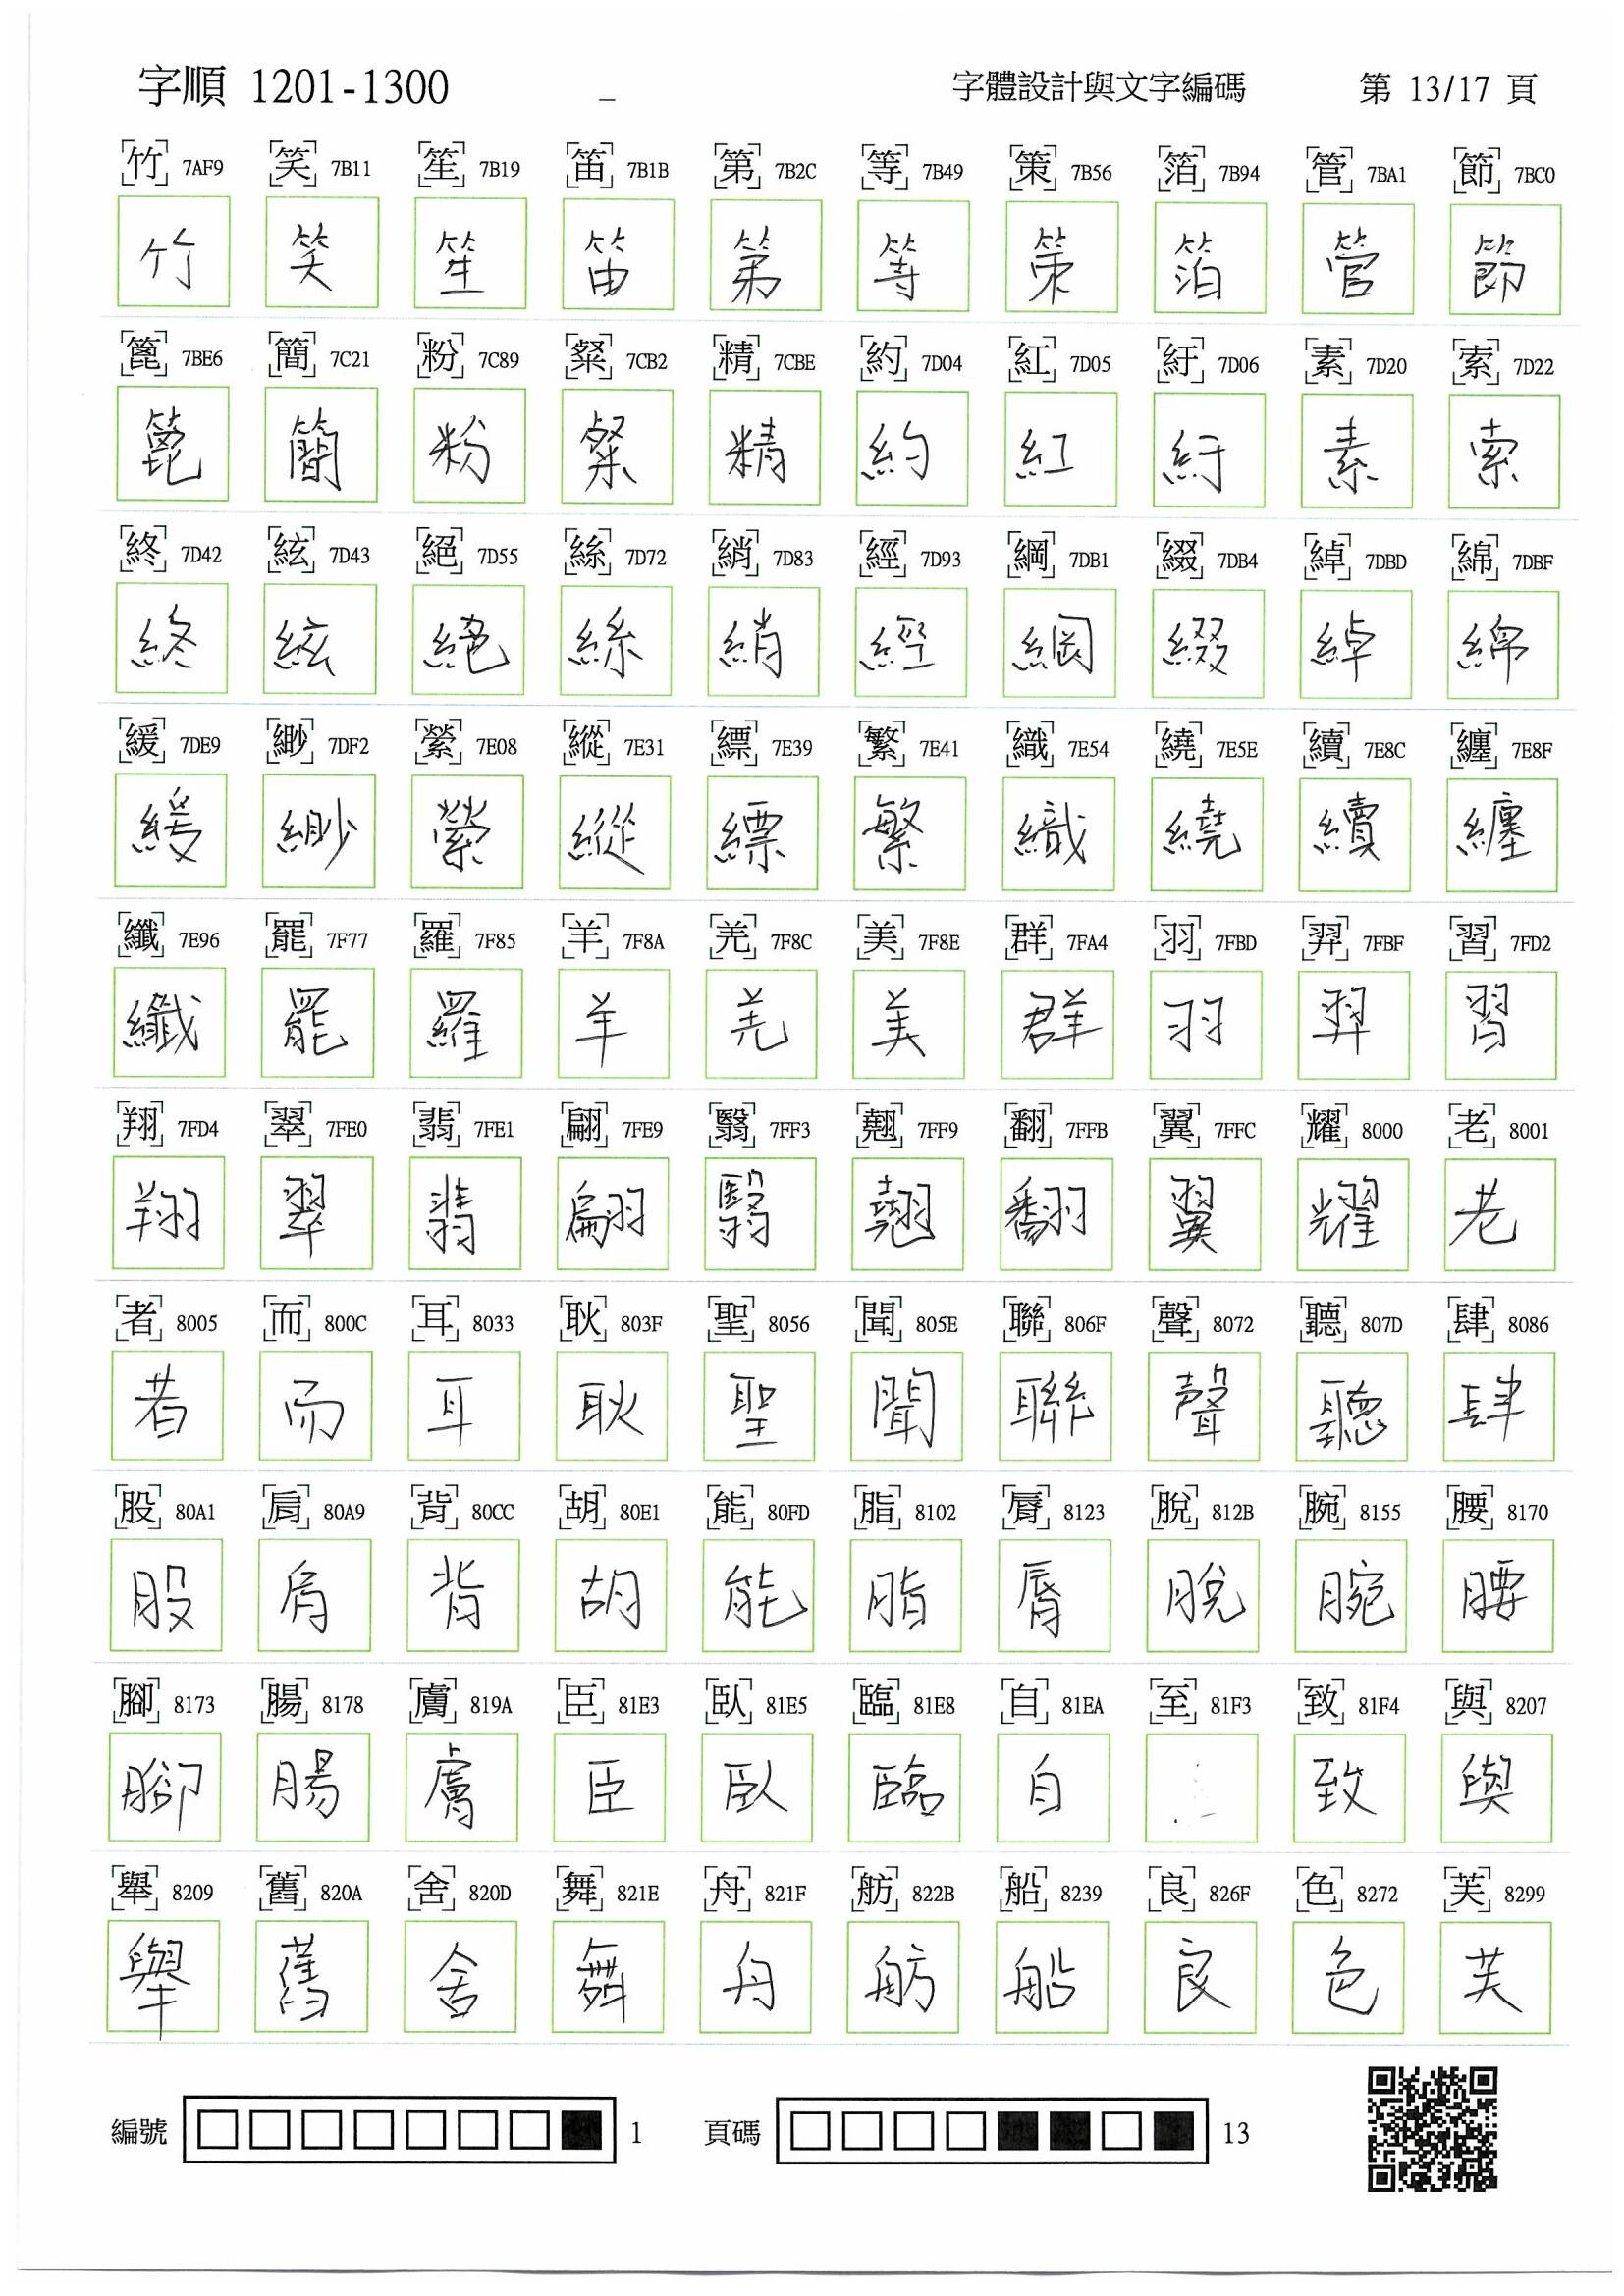 字順 1201-1300 _ 字體設計與文字編碼 第 13/17 頁
竹 7AF9 笑 7B11 笙 7B19 笛 7B1B 第 7B2C 等 7B49 策 7B56 箔 7B94 管 7BA1 節 7BC0
竹 笑 笙 笛 第 等 策 箔 管 節
篦 7BE6 簡 7C21 粉 7C89 粲 7CB2 精 7CBE 約 7D04 紅 7D05 紆 7D06 素 7D20 索 7D22
篦 簡 粉 粲 精 約 紅 紆 素 索
終 7D42 絃 7D43 絕 7D55 絲 7D72 綃 7D83 經 7D93 綱 7DB1 綴 7DB4 綽 7DBD 綿 7DBF
終 絃 絕 絲 綃 經 綱 綴 綽 綿
緩 7DE9 緲 7DF2 縈 7E08 縱 7E31 縹 7E39 繁 7E41 織 7E54 繞 7E5E 續 7E8C 纏 7E8F
緩 緲 縈 縱 縹 繁 織 繞 續 纏
纖 7E96 罷 7F77 羅 7F85 羊 7F8A 羌 7F8C 美 7F8E 群 7FA4 羽 7FBD 羿 7FBF 習 7FD2
纖 罷 羅 羊 羌 美 群 羽 羿 習
翔 7FD4 翠 7FE0 翡 7FE1 翩 7FE9 翳 7FF3 翹 7FF9 翻 7FFB 翼 7FFC 耀 8000 老 8001
翔 翠 翡 翩 翳 翹 翻 翼 耀 老
者 8005 而 800C 耳 8033 耿 803F 聖 8056 聞 805E 聯 806F 聲 8072 聽 807D 肆 8086
者 而 耳 耿 聖 聞 聯 聲 聽 肆
股 80A1 肩 80A9 背 80CC 胡 80E1 能 80FD 脂 8102 脣 8123 脫 812B 腕 8155 腰 8170
股 肩 背 胡 能 脂 脣 脫 腕 腰
腳 8173 腸 8178 膚 819A 臣 81E3 臥 81E5 臨 81E8 自 81EA 至 81F3 致 81F4 與 8207
腳 腸 膚 臣 臥 臨 自 致 與
舉 8209 舊 820A 舍 820D 舞 821E 舟 821F 舫 822B 船 8239 良 826F 色 8272 芙 8299
舉 舊 舍 舞 舟 舫 船 良 色 芙
編號 1 頁碼 13